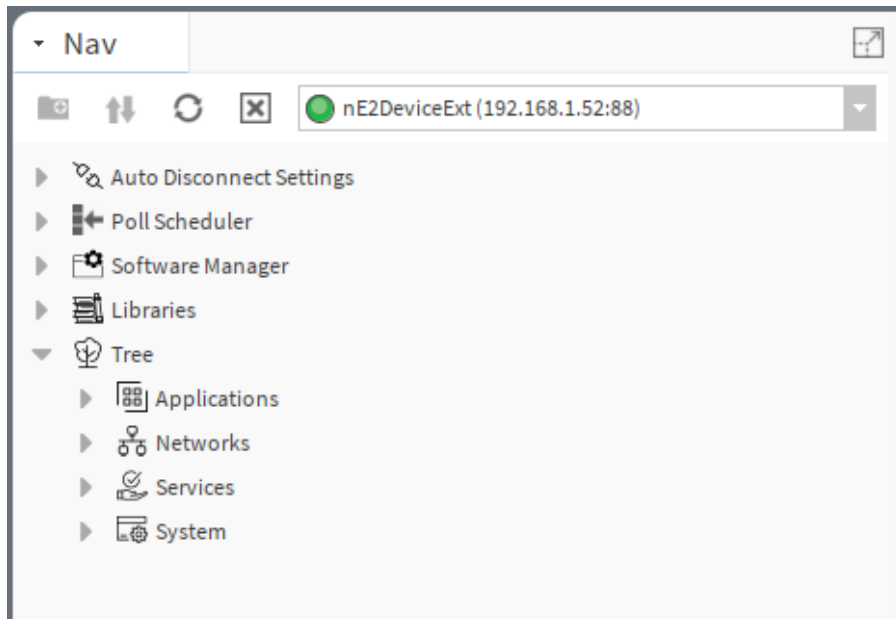 Nav
nE2DeviceExt (192.168.1.52:88)
Auto Disconnect Settings
Poll Scheduler
Software Manager
Libraries
Tree
Applications
Networks
Services
System